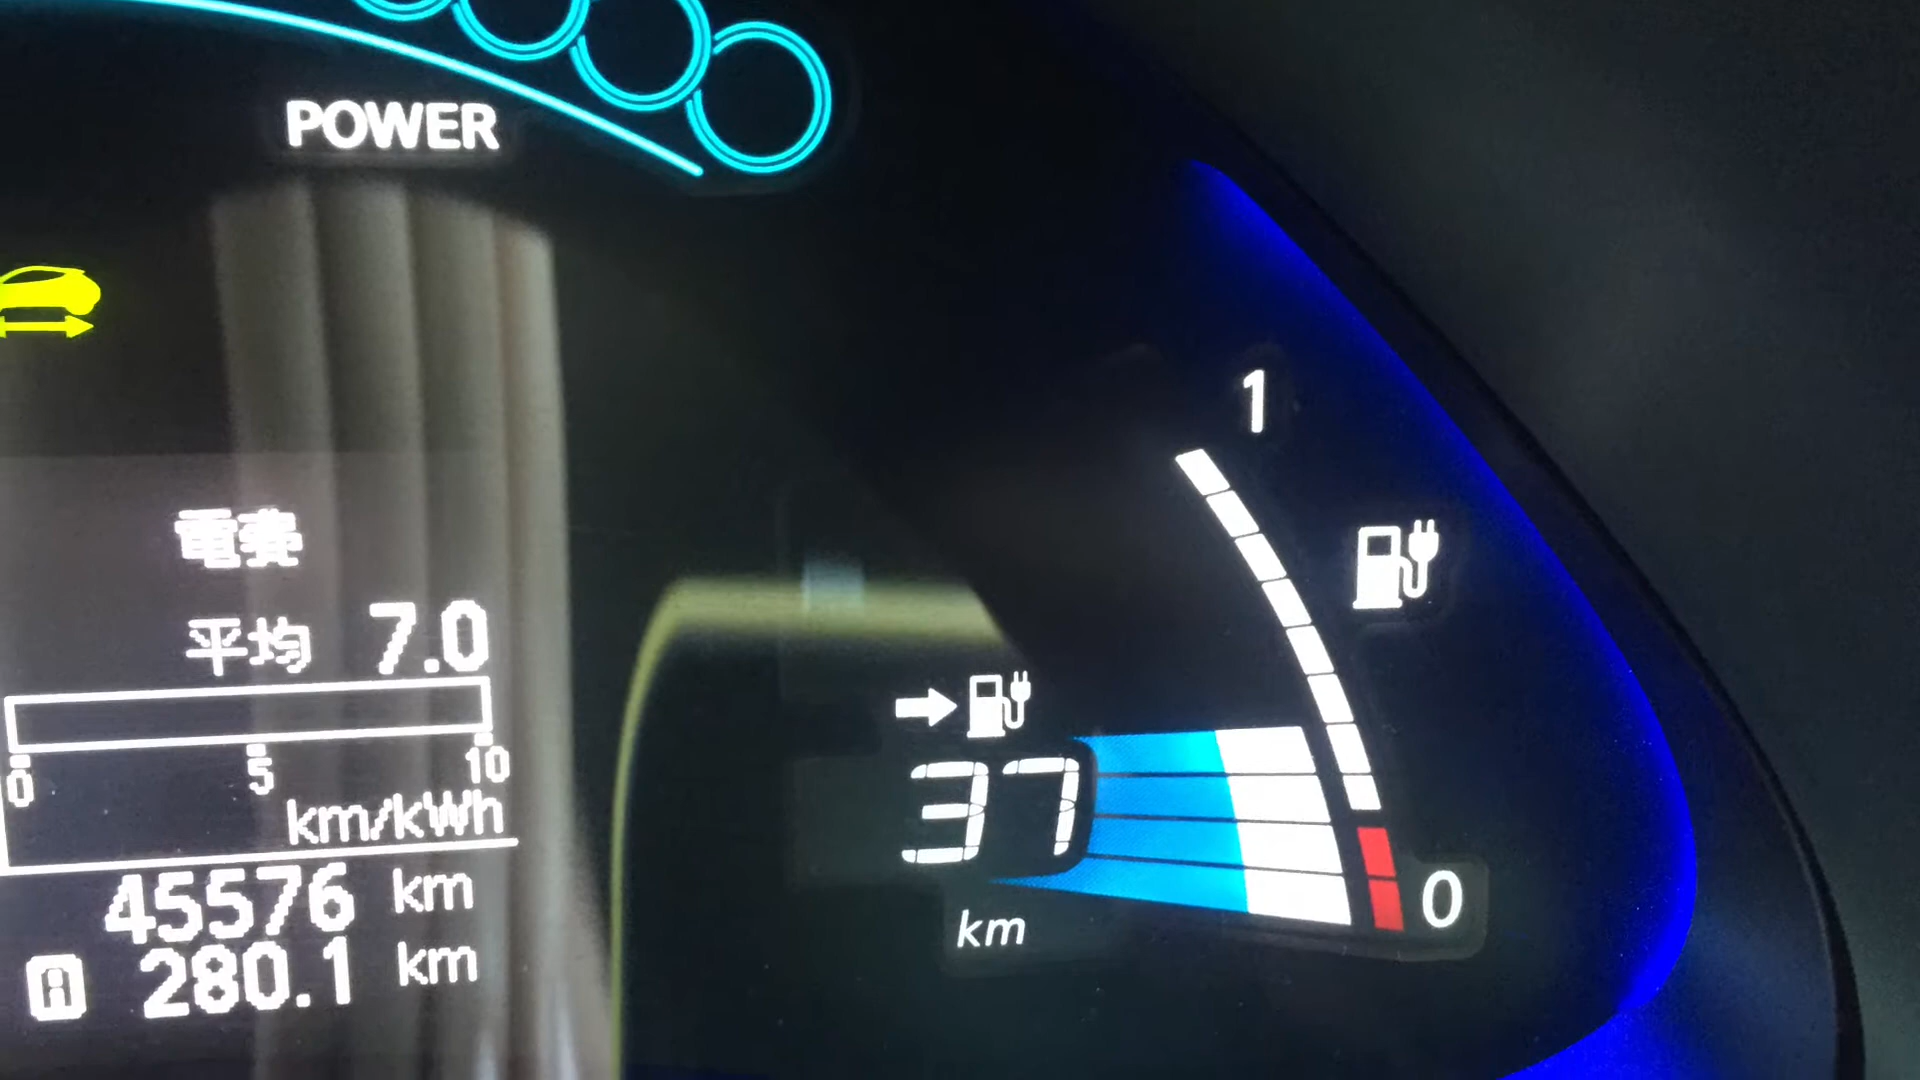 POWER
電費
平均 7.0
0 5 10
km/kWh
45576 km
A 280.1 km
1
37
km
0